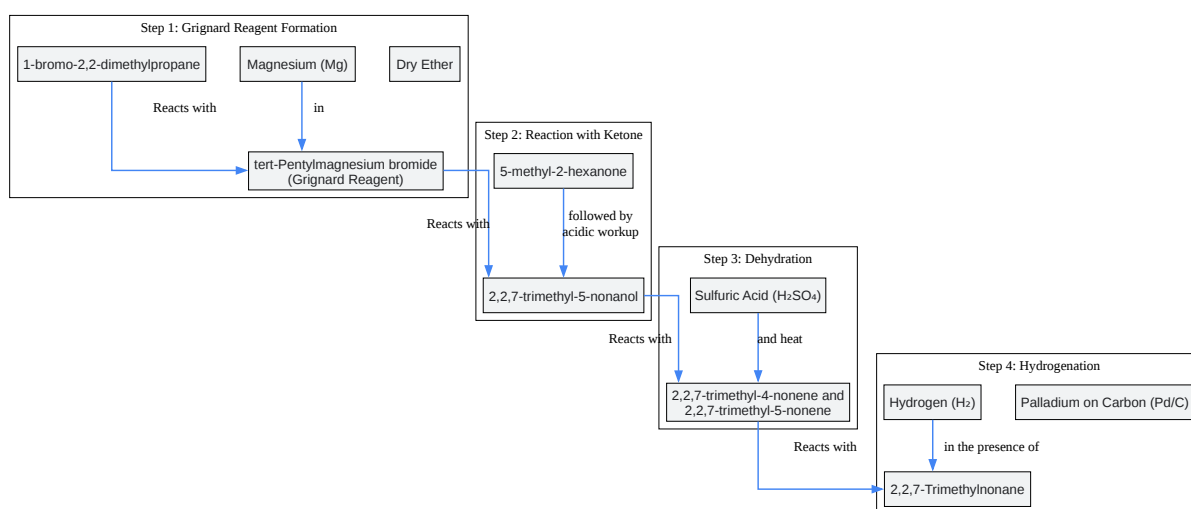 Step 1: Grignard Reagent Formation
1-bromo-2,2-dimethylpropane
Magnesium (Mg)
Dry Ether
Reacts with
in
tert-Pentylmagnesium bromide
(Grignard Reagent)
Step 2: Reaction with Ketone
5-methyl-2-hexanone
Reacts with
followed by
acidic workup
2,2,7-trimethyl-5-nonanol
Step 3: Dehydration
Sulfuric Acid (H₂SO₄)
Reacts with
and heat
2,2,7-trimethyl-4-nonene and
2,2,7-trimethyl-5-nonene
Step 4: Hydrogenation
Hydrogen (H₂)
Palladium on Carbon (Pd/C)
Reacts with
in the presence of
2,2,7-Trimethylnonane